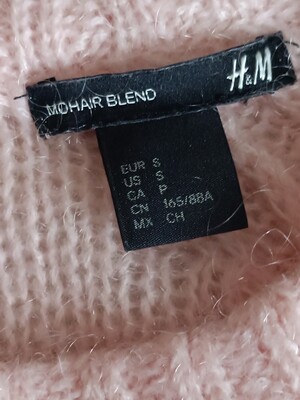 H&M
MOHAIR BLEND
EUR S
US S
CA P
CN 165/88A
MX CH